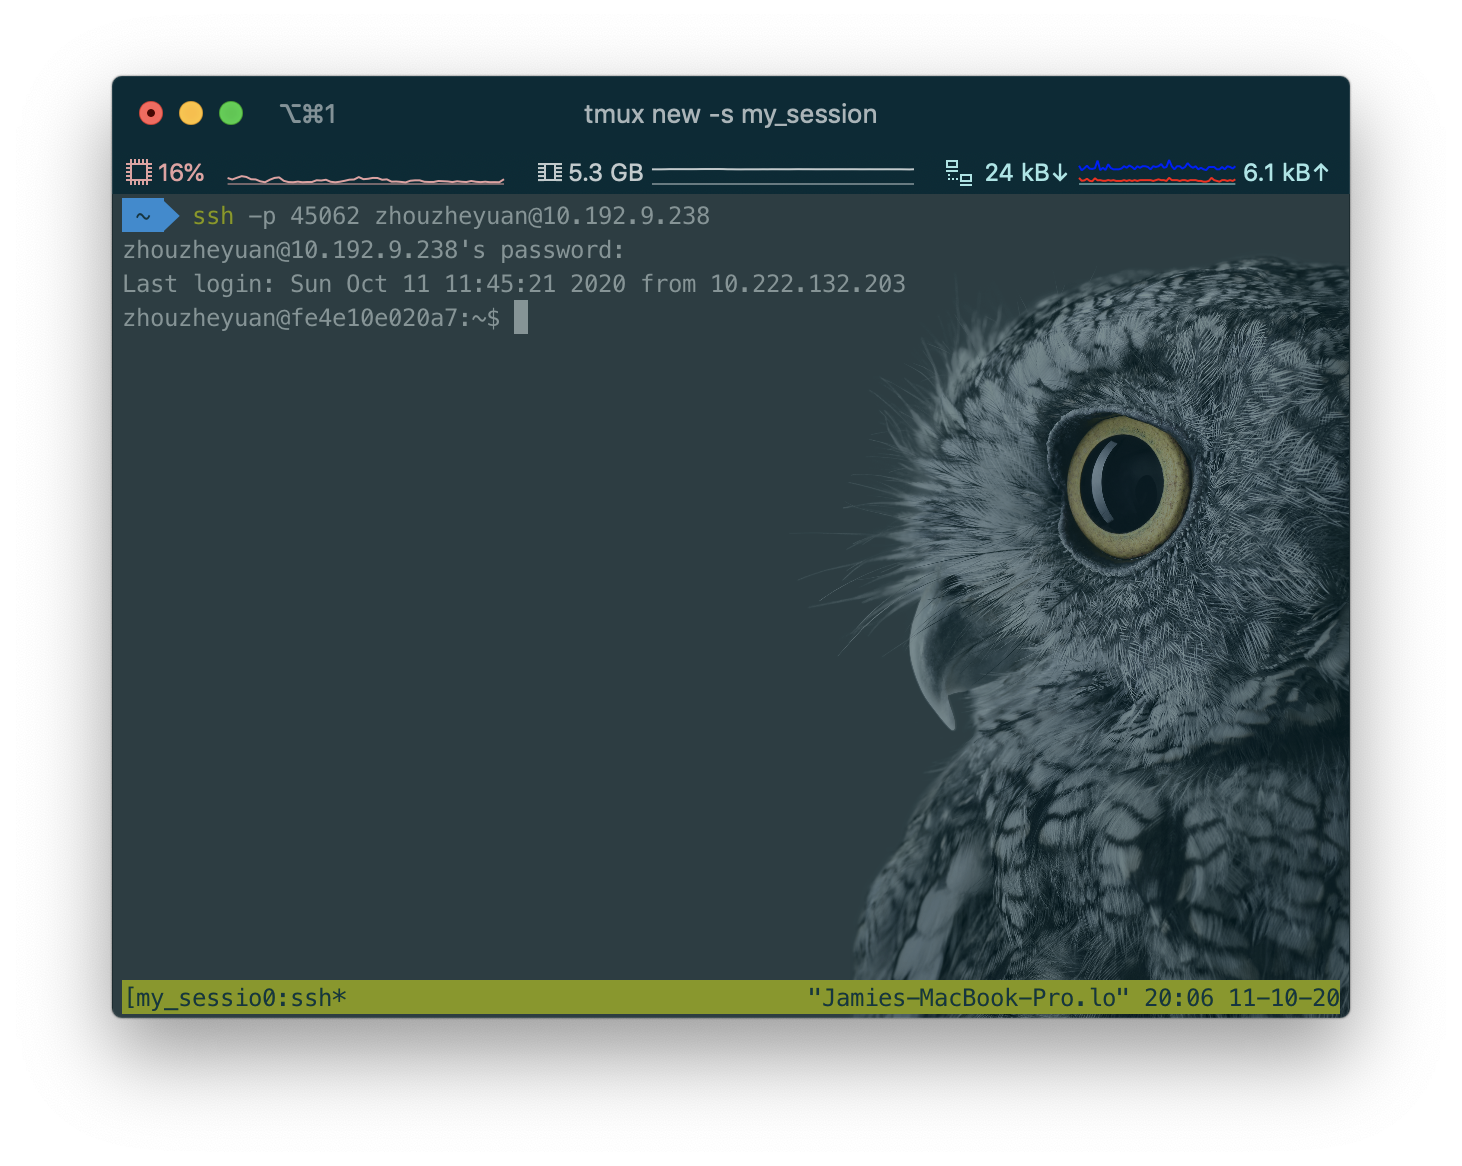 ⌥⌘1 tmux new -s my_session
16% 5.3 GB 24 kB↓ 6.1 kB↑
~ ssh -p 45062 zhouzheyuan@10.192.9.238
zhouzheyuan@10.192.9.238's password:
Last login: Sun Oct 11 11:45:21 2020 from 10.222.132.203
zhouzheyuan@fe4e10e020a7:~$
[my_sessio0:ssh* "Jamies-MacBook-Pro.lo" 20:06 11-10-20